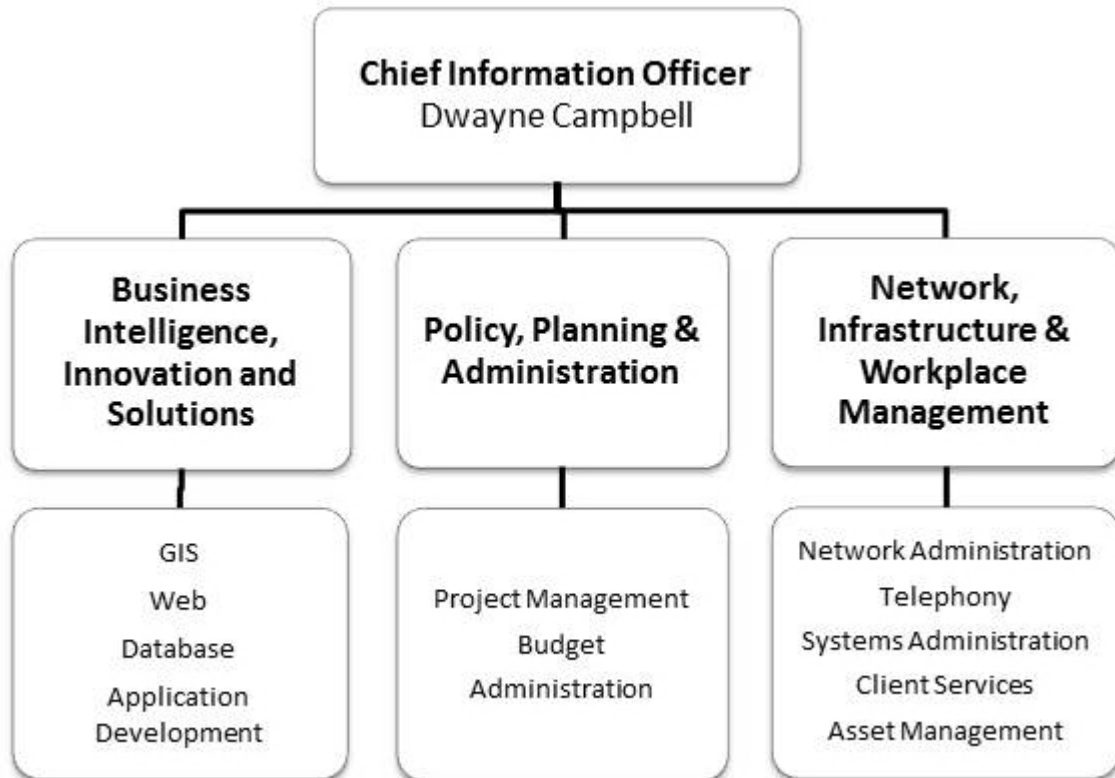 Chief Information Officer
Dwayne Campbell
Business
Intelligence,
Innovation and
Solutions
Policy, Planning &
Administration
Network,
Infrastructure &
Workplace
Management
GIS
Web
Database
Application
Development
Project Management
Budget
Administration
Network Administration
Telephony
Systems Administration
Client Services
Asset Management